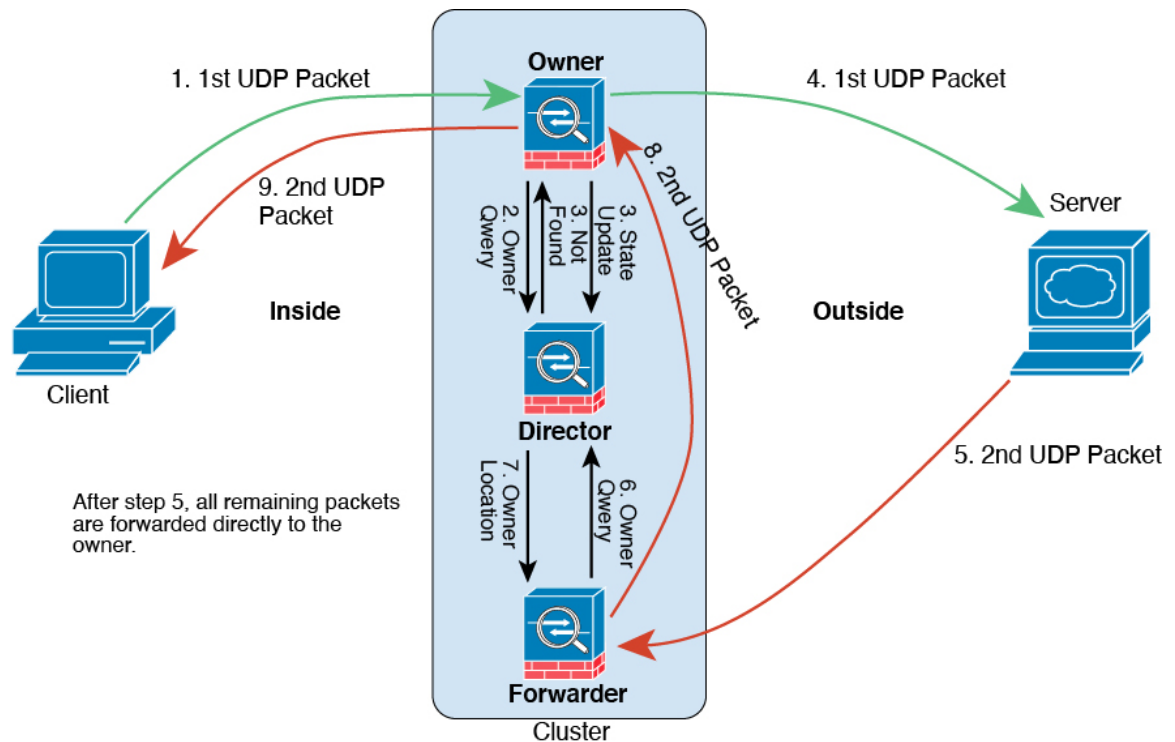 Owner
1. 1st UDP Packet
4. 1st UDP Packet
9. 2nd UDP
Packet
2. Owner
Qwery
3. Not
Found
3. State
Update
8. 2nd UDP Packet
Server
Inside
Outside
Client
Director
5. 2nd UDP Packet
After step 5, all remaining packets
are forwarded directly to the
owner.
7. Owner
Location
6. Owner
Qwery
Forwarder
Cluster